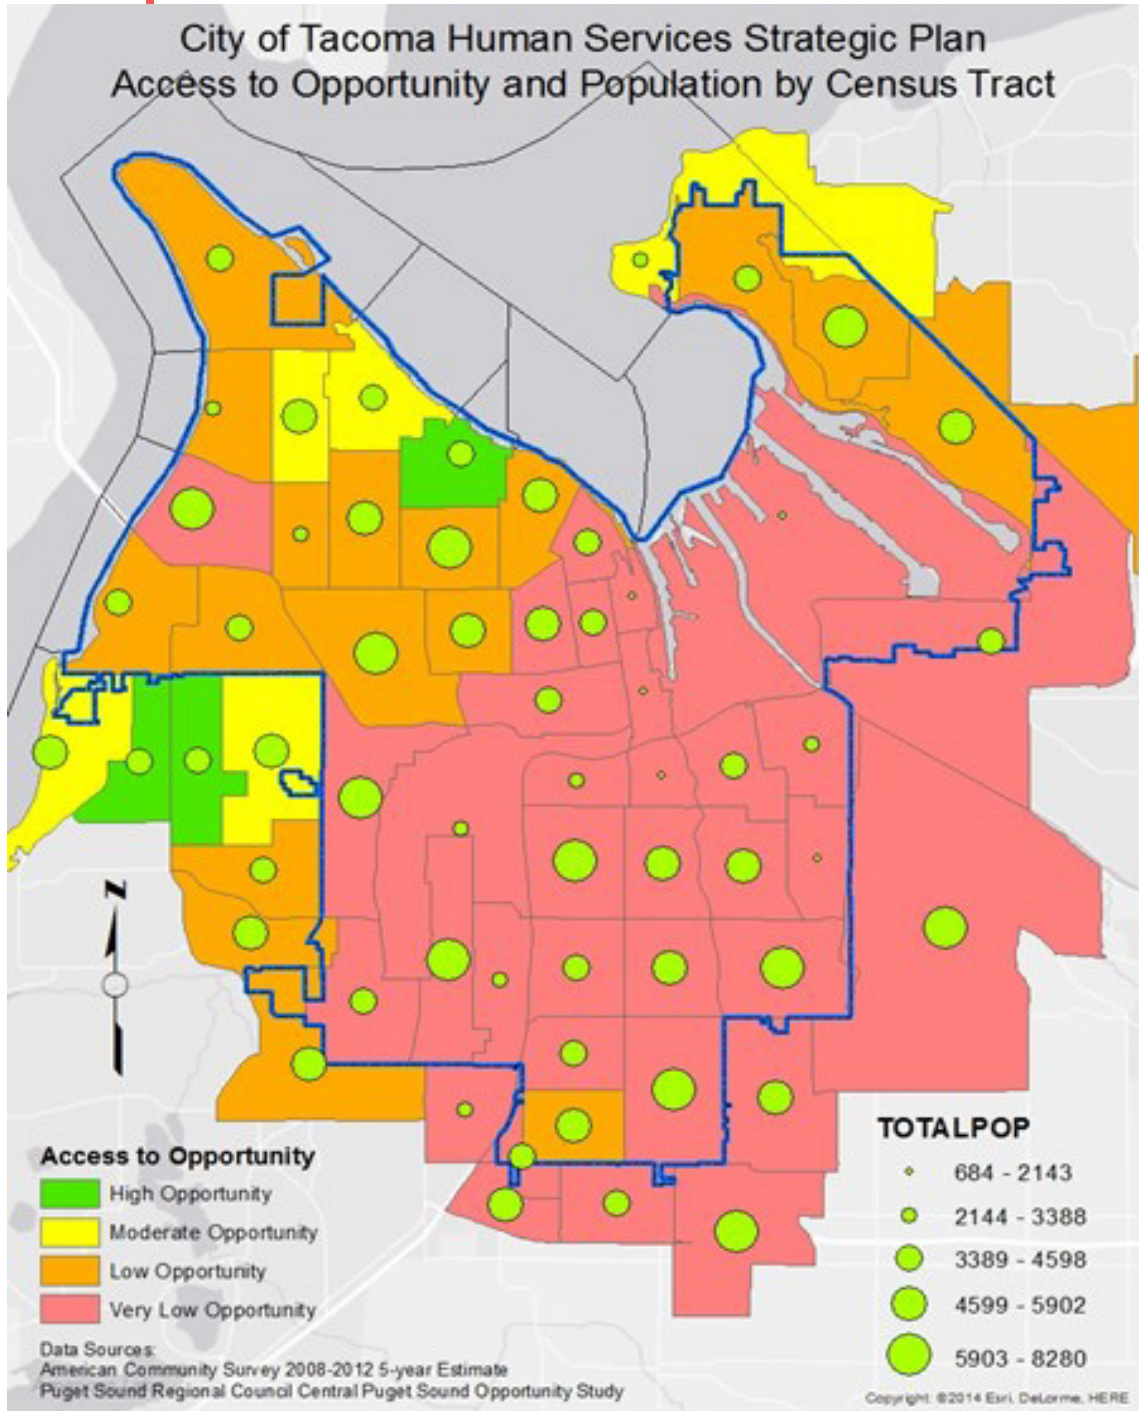 City of Tacoma Human Services Strategic Plan
Access to Opportunity and Population by Census Tract
N
Access to Opportunity
High Opportunity
Moderate Opportunity
Low Opportunity
Very Low Opportunity
Data Sources:
American Community Survey 2008-2012 5-year Estimate
Puget Sound Regional Council Central Puget Sound Opportunity Study
TOTALPOP
684 - 2143
2144 - 3388
3389 - 4598
4599 - 5902
5903 - 8280
Copyright: ©2014 Esri, DeLorme, HERE